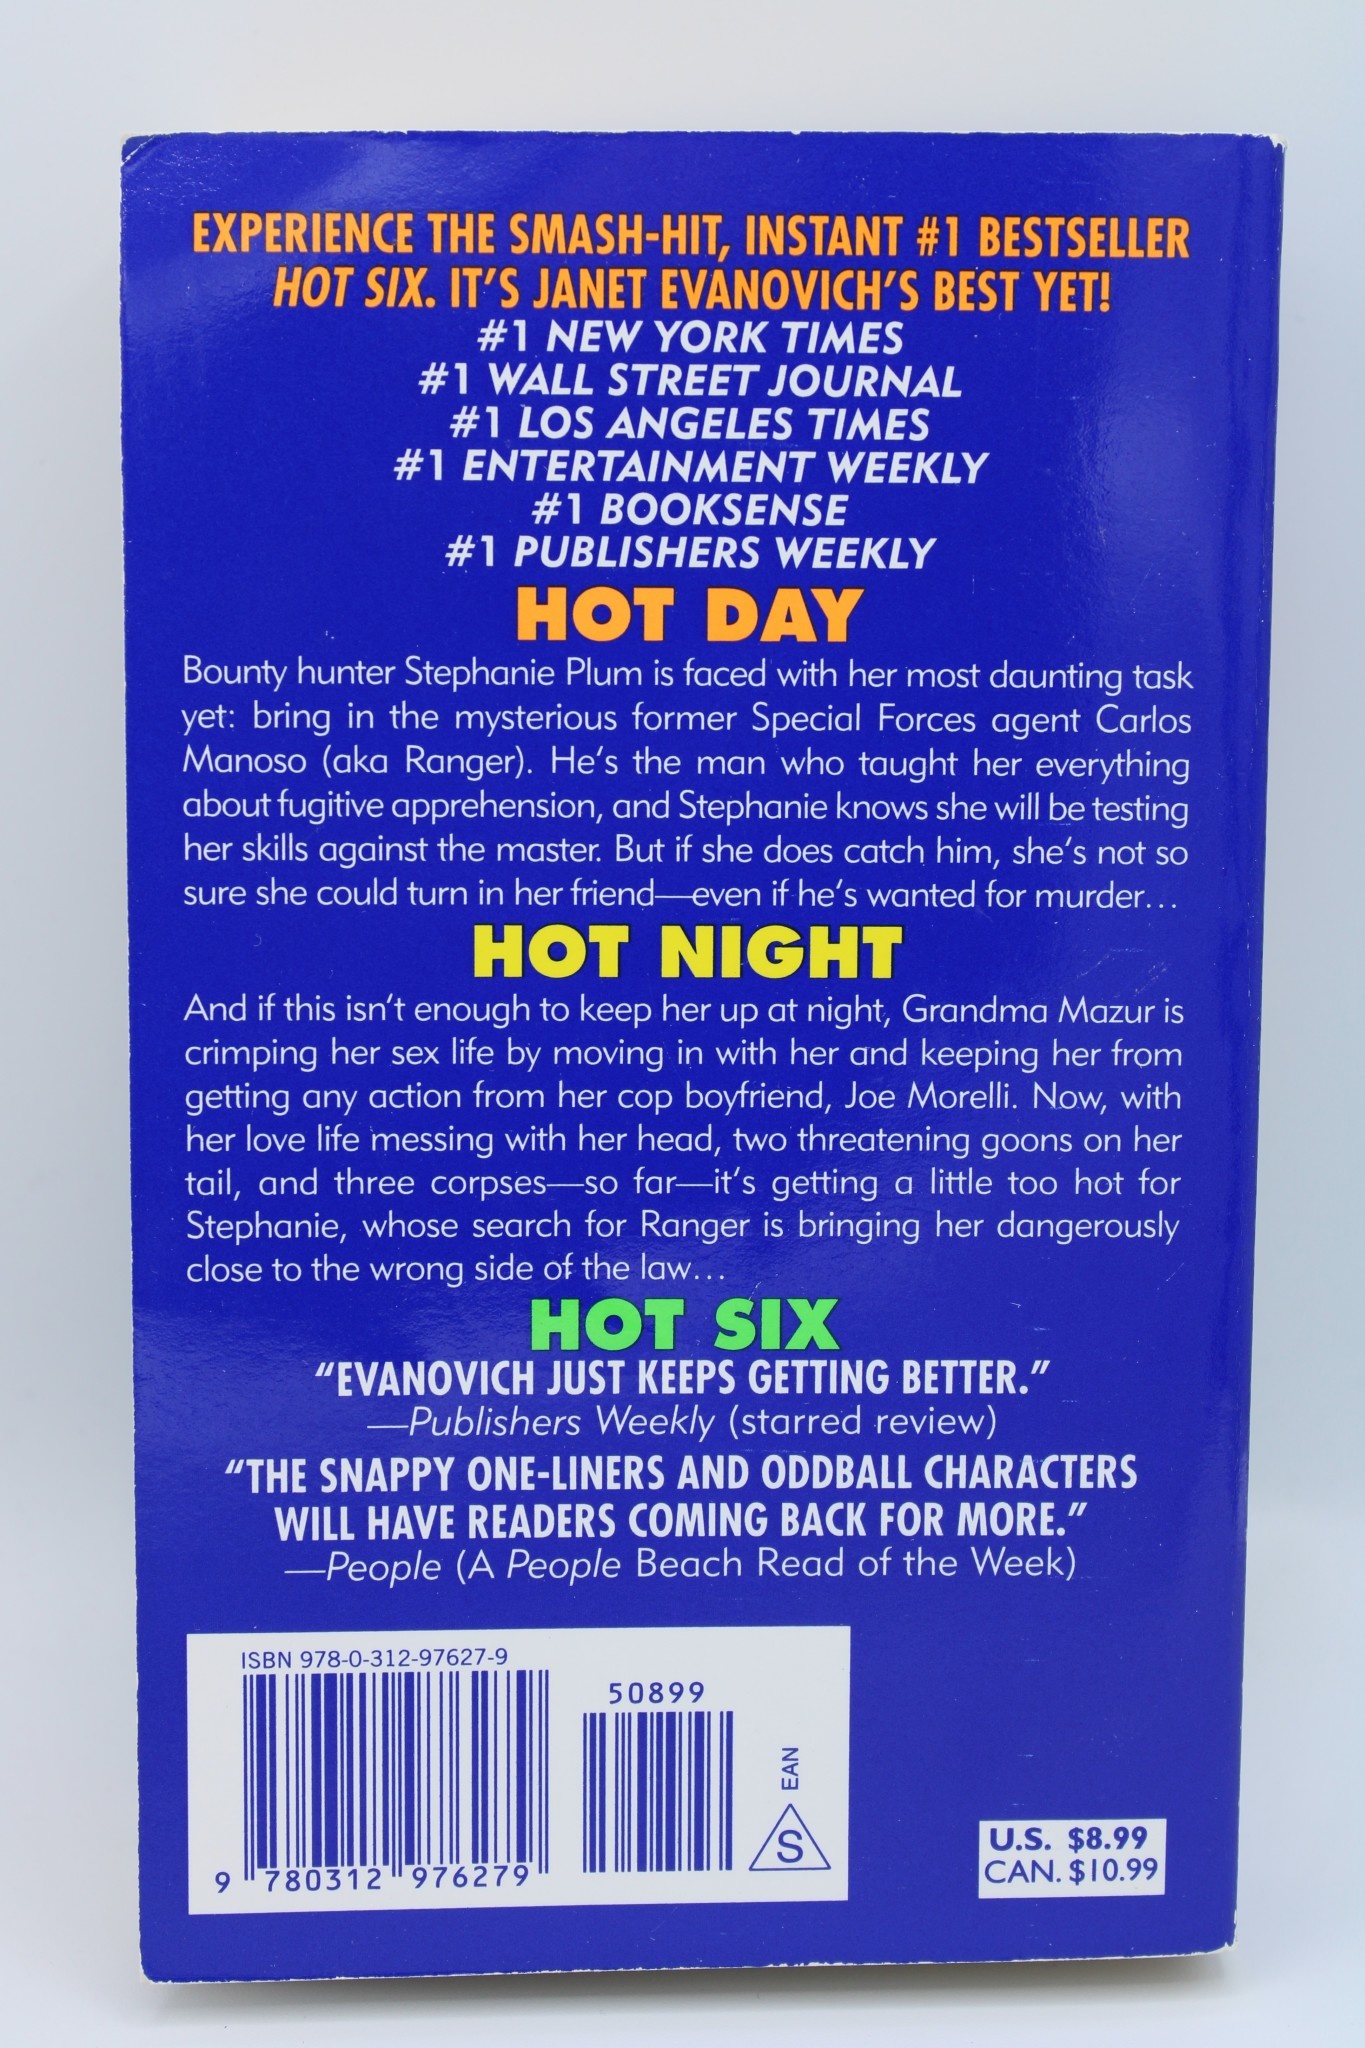 EXPERIENCE THE SMASH-HIT, INSTANT #1 BESTSELLER
HOT SIX. IT'S JANET EVANOVICH'S BEST YET!
#1 NEW YORK TIMES
#1 WALL STREET JOURNAL
#1 LOS ANGELES TIMES
#1 ENTERTAINMENT WEEKLY
#1 BOOKSENSE
#1 PUBLISHERS WEEKLY
HOT DAY
Bounty hunter Stephanie Plum is faced with her most daunting task
yet: bring in the mysterious former Special Forces agent Carlos
Manoso (aka Ranger). He's the man who taught her everything
about fugitive apprehension, and Stephanie knows she will be testing
her skills against the master. But if she does catch him, she's not so
sure she could turn in her friend—even if he's wanted for murder...
HOT NIGHT
And if this isn't enough to keep her up at night, Grandma Mazur is
crimping her sex life by moving in with her and keeping her from
getting any action from her cop boyfriend, Joe Morelli. Now, with
her love life messing with her head, two threatening goons on her
tail, and three corpses—so far—it's getting a little too hot for
Stephanie, whose search for Ranger is bringing her dangerously
close to the wrong side of the law...
HOT SIX
“EVANOVICH JUST KEEPS GETTING BETTER.”
—Publishers Weekly (starred review)
“THE SNAPPY ONE-LINERS AND ODDBALL CHARACTERS
WILL HAVE READERS COMING BACK FOR MORE.”
—People (A People Beach Read of the Week)
ISBN 978-0-312-97627-9
50899
9 780312 976279
EAN
S
U.S. $8.99
CAN. $10.99